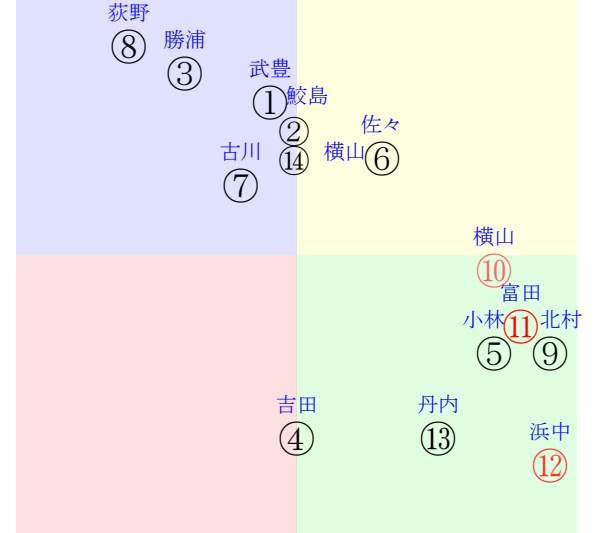 荻野
⑧
勝浦
③
武豊
①
鮫島
②
佐々
⑥
横山
⑭
古川
⑦
横山
⑩
富田
⑪
小林
⑤
北村
⑨
吉田
④
丹内
⑬
浜中
⑫